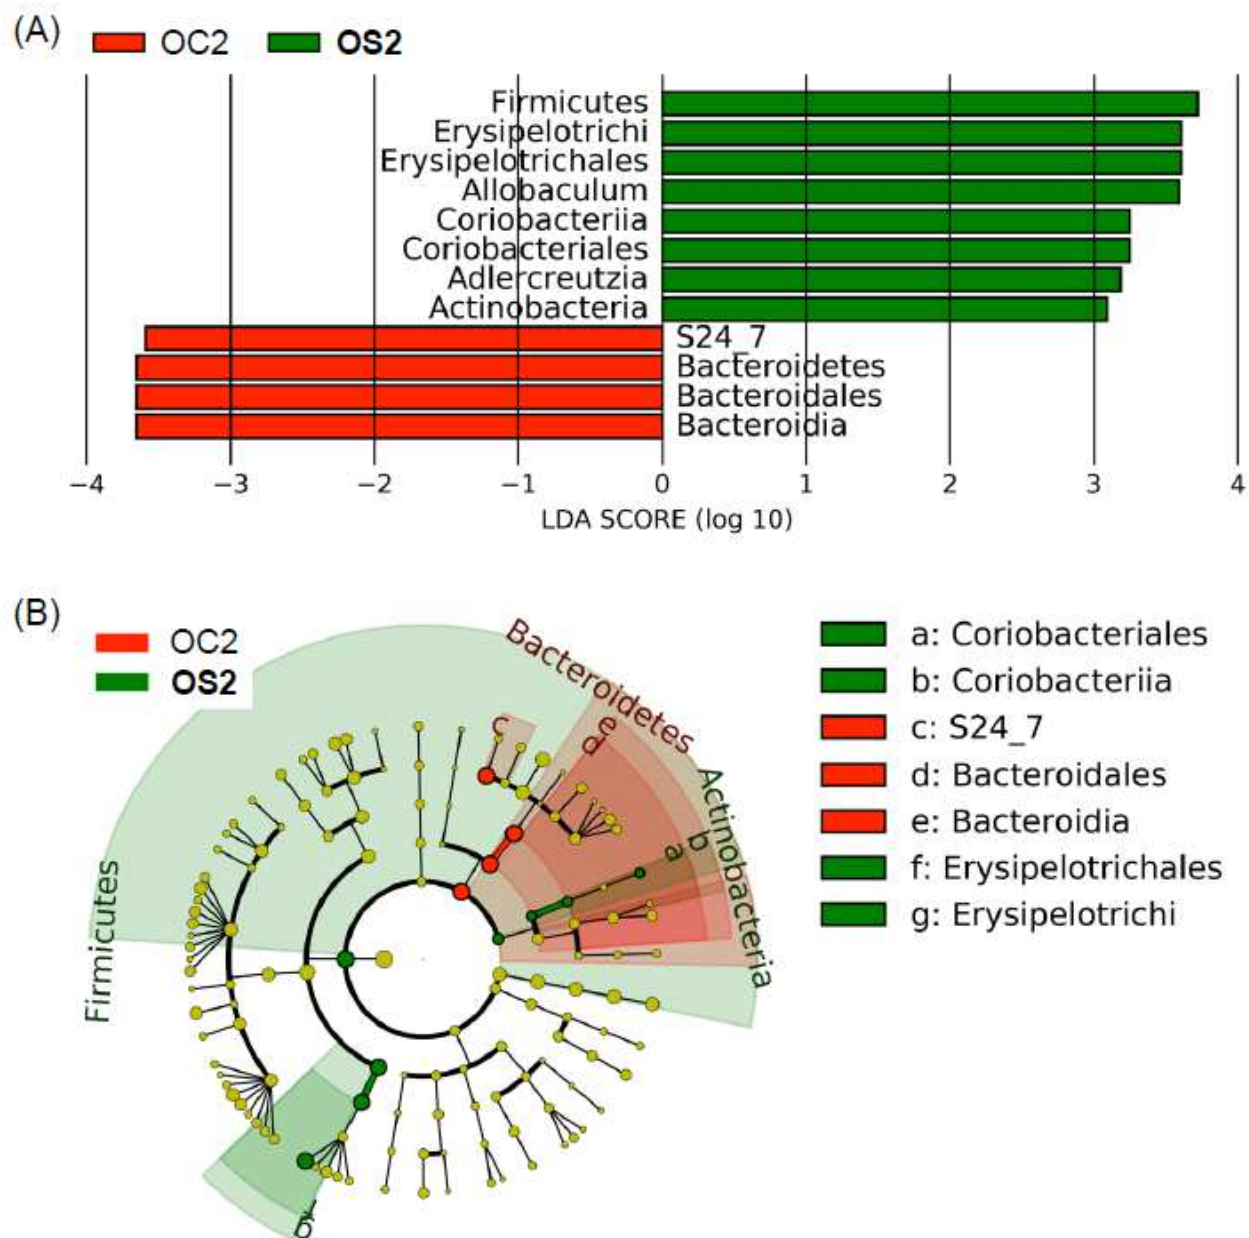 (A) OC2 OS2
Firmicutes
Erysipelotrichi
Erysipelotrichales
Allobaculum
Coriobacteriia
Coriobacteriales
Adlercreutzia
Actinobacteria
S24_7
Bacteroidetes
Bacteroidales
Bacteroidia
−4 −3 −2 −1 0 1 2 3 4
LDA SCORE (log 10)
(B)
OC2
OS2
Bacteroidetes
c
e
d
Actinobacteria
b
a
Firmicutes
f
g
a: Coriobacteriales
b: Coriobacteriia
c: S24_7
d: Bacteroidales
e: Bacteroidia
f: Erysipelotrichales
g: Erysipelotrichi